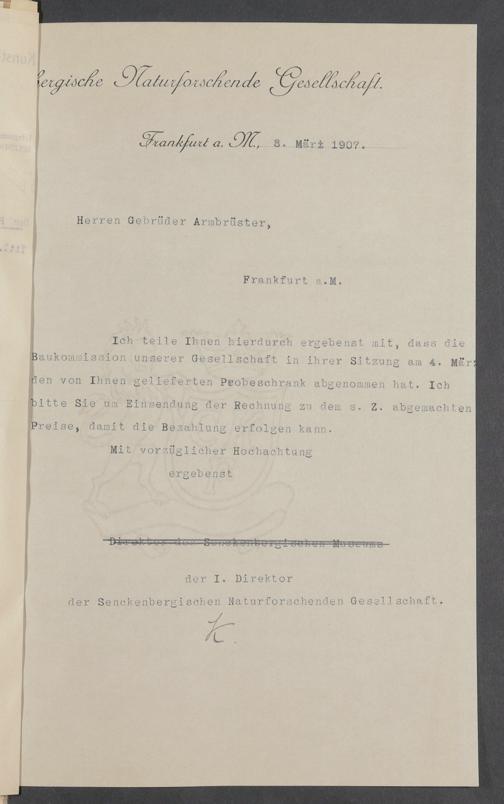 bergische Naturforschende Gesellschaft.
Frankfurt a. M., 8. März 1907.
Herren Gebrüder Armbrüster,
Frankfurt a.M.
Ich teile Ihnen hierdurch ergebenst mit, dass die
Baukommission unserer Gesellschaft in ihrer Sitzung am 4. März
den von Ihnen gelieferten Probeschrank abgenommen hat. Ich
bitte Sie um Einsendung der Rechnung zu dem s. Z. abgemachten
Preise, damit die Bezahlung erfolgen kann.
Mit vorzüglicher Hochachtung
ergebenst
Direktor des Senckenbergischen Museums
der I. Direktor
der Senckenbergischen Naturforschenden Gesellschaft.
K.